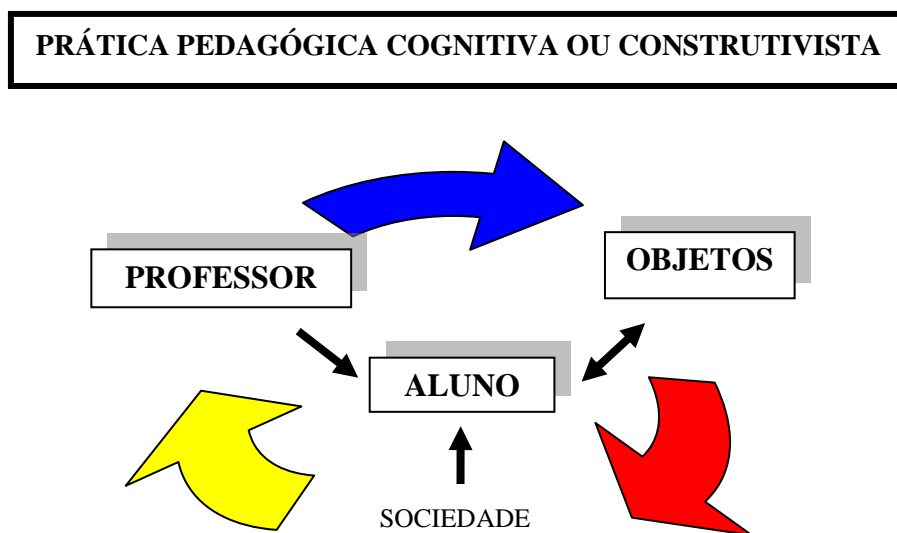 PRÁTICA PEDAGÓGICA COGNITIVA OU CONSTRUTIVISTA
PROFESSOR
OBJETOS
ALUNO
SOCIEDADE